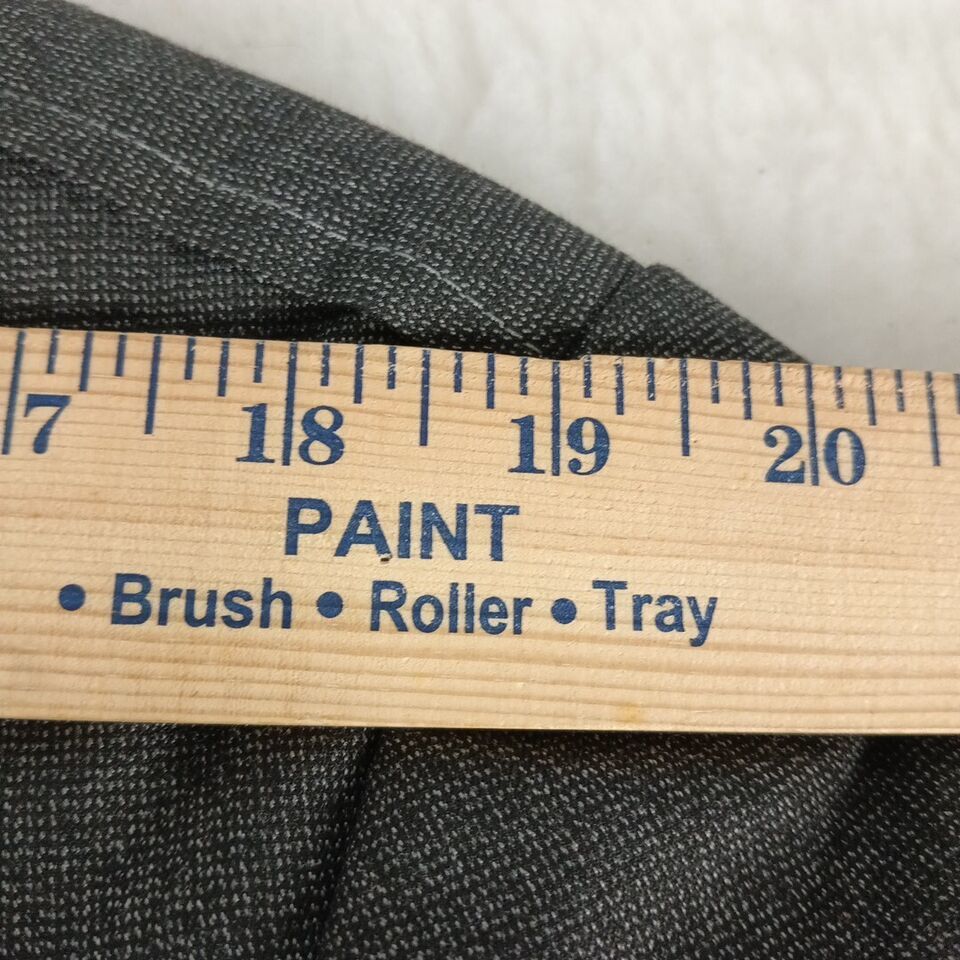 7 18 19 20
PAINT
• Brush • Roller • Tray